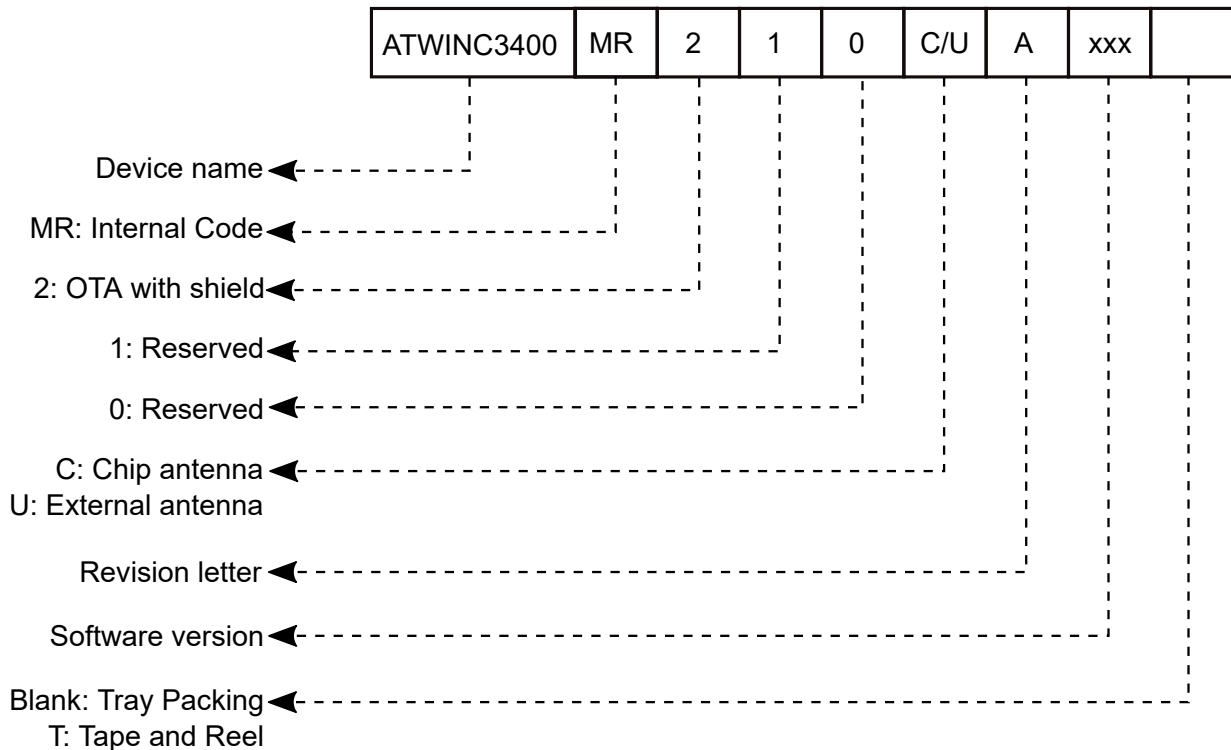 ATWINC3400 MR 2 1 0 C/U A xxx
Device name
MR: Internal Code
2: OTA with shield
1: Reserved
0: Reserved
C: Chip antenna
U: External antenna
Revision letter
Software version
Blank: Tray Packing
T: Tape and Reel